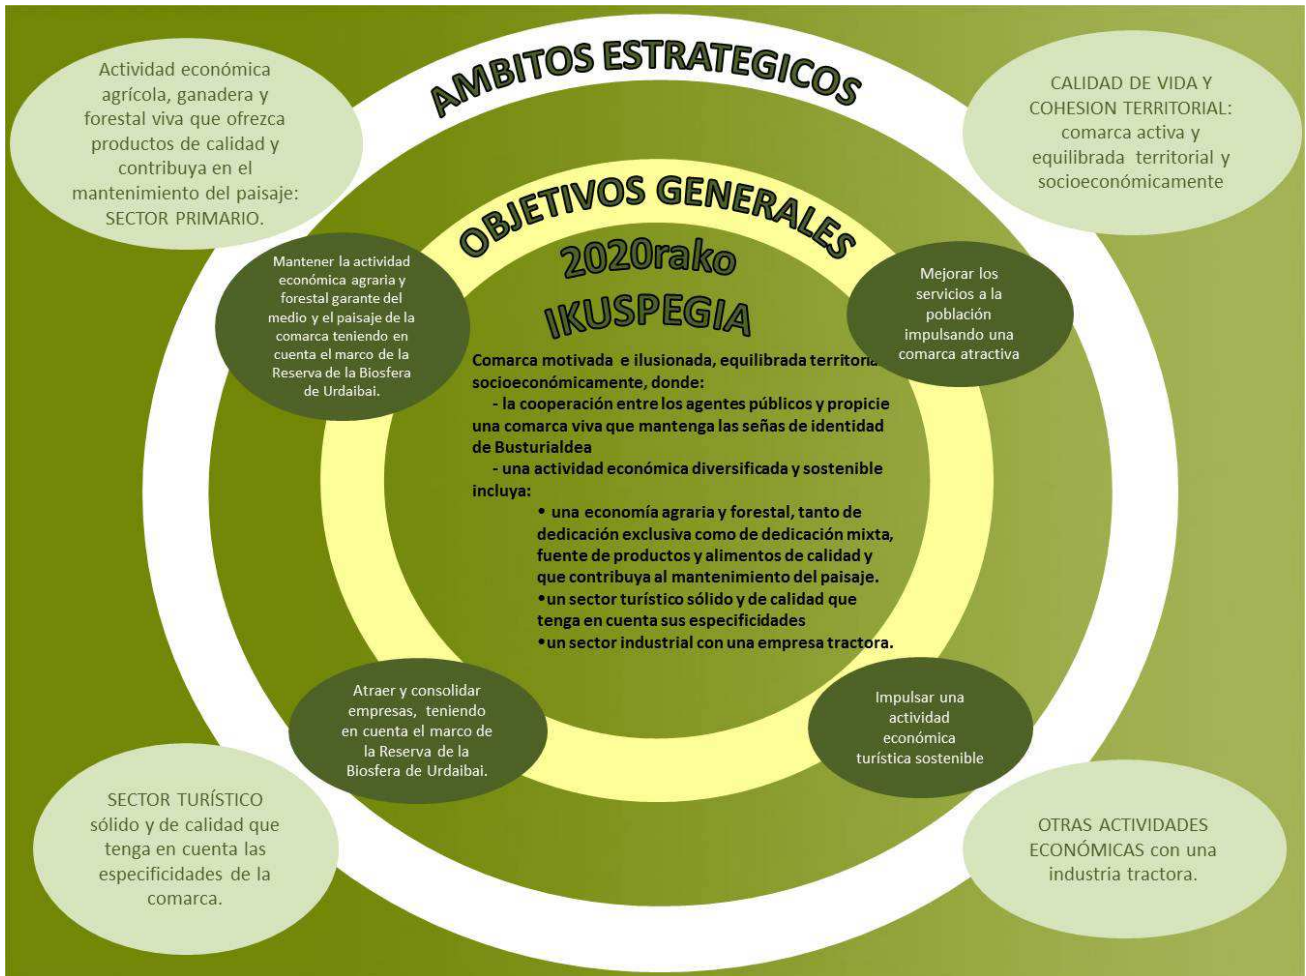 AMBITOS ESTRATEGICOS
Actividad económica
agrícola, ganadera y
forestal viva que ofrezca
productos de calidad y
contribuya en el
mantenimiento del paisaje:
SECTOR PRIMARIO.
CALIDAD DE VIDA Y
COHESION TERRITORIAL:
comarca activa y
equilibrada territorial y
socioeconómicamente
OBJETIVOS GENERALES
Mantener la actividad
económica agraria y
forestal garante del
medio y el paisaje de la
comarca teniendo en
cuenta el marco de la
Reserva de la Biosfera
de Urdaibai.
Mejorar los
servicios a la
población
impulsando una
comarca atractiva
2020rako
IKUSPEGIA
Comarca motivada e ilusionada, equilibrada
socioeconómicamente, donde:
- la cooperación entre los agentes públicos y propicie
una comarca viva que mantenga las señas de identidad
de Busturialdea
- una actividad económica diversificada y sostenible
incluya:
• una economía agraria y forestal, tanto de
dedicación exclusiva como de dedicación mixta,
fuente de productos y alimentos de calidad y
que contribuya al mantenimiento del paisaje.
•un sector turístico sólido y de calidad que
tenga en cuenta sus especificidades
•un sector industrial con una empresa tractora.
Atraer y consolidar
empresas, teniendo
en cuenta el marco de
la Reserva de la
Biosfera de Urdaibai.
Impulsar una
actividad
económica
turística sostenible
SECTOR TURÍSTICO
sólido y de calidad que
tenga en cuenta las
especificidades de la
comarca.
OTRAS ACTIVIDADES
ECONÓMICAS con una
industria tractora.